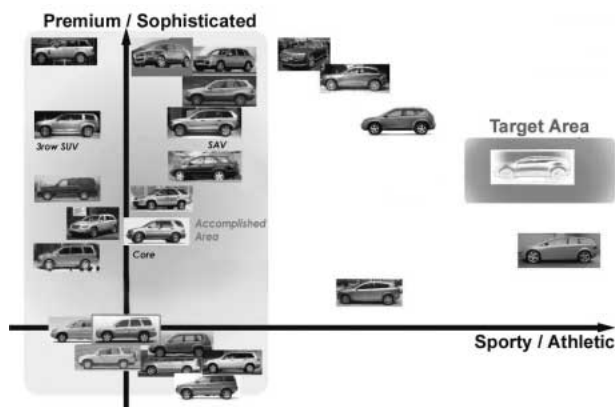 Premium / Sophisticated
Target Area
3row SUV
SAV
Accomplished
Area
Core
Sporty / Athletic